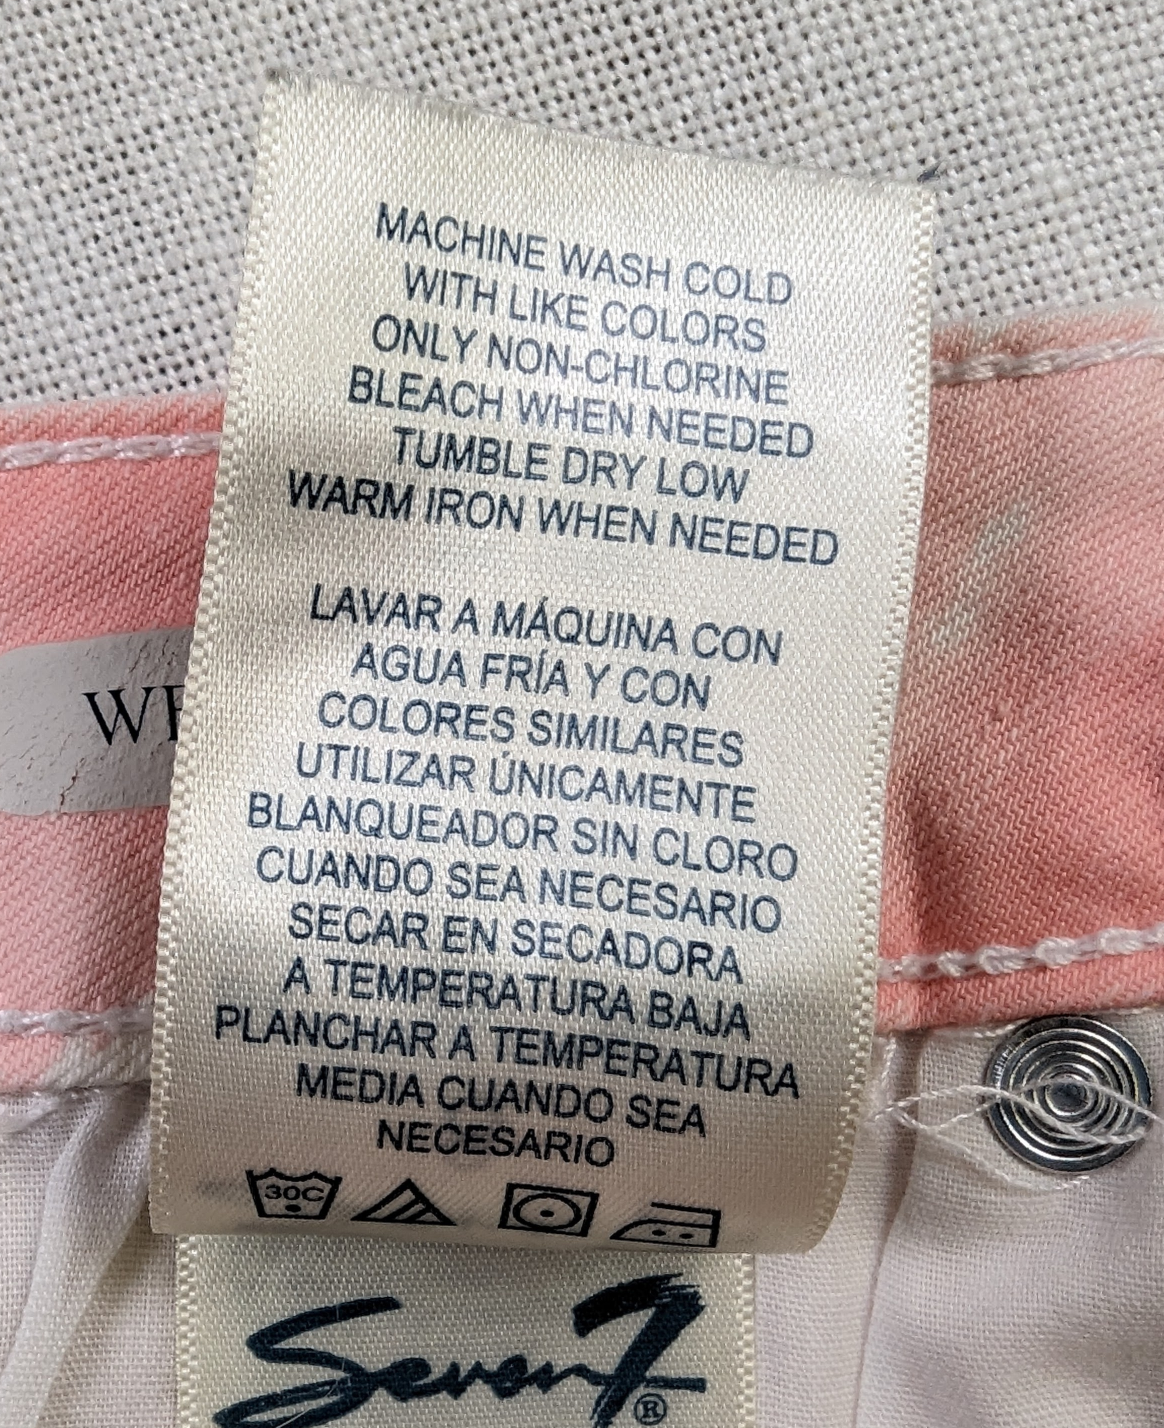 MACHINE WASH COLD
WITH LIKE COLORS
ONLY NON-CHLORINE
BLEACH WHEN NEEDED
TUMBLE DRY LOW
WARM IRON WHEN NEEDED
LAVAR A MÁQUINA CON
AGUA FRÍA Y CON
COLORES SIMILARES
UTILIZAR ÚNICAMENTE
BLANQUEADOR SIN CLORO
CUANDO SEA NECESARIO
SECAR EN SECADORA
A TEMPERATURA BAJA
PLANCHAR A TEMPERATURA
MEDIA CUANDO SEA
NECESARIO
30C
Seven7®